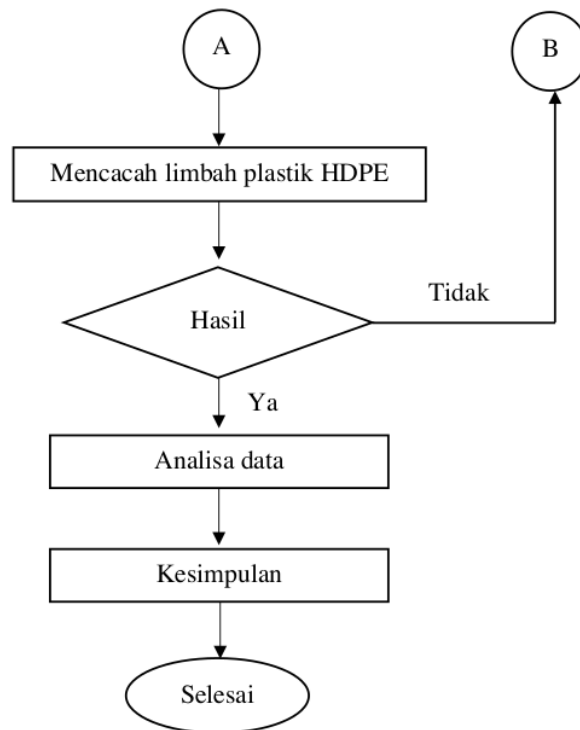 A
B
Mencacah limbah plastik HDPE
Tidak
Hasil
Ya
Analisa data
Kesimpulan
Selesai